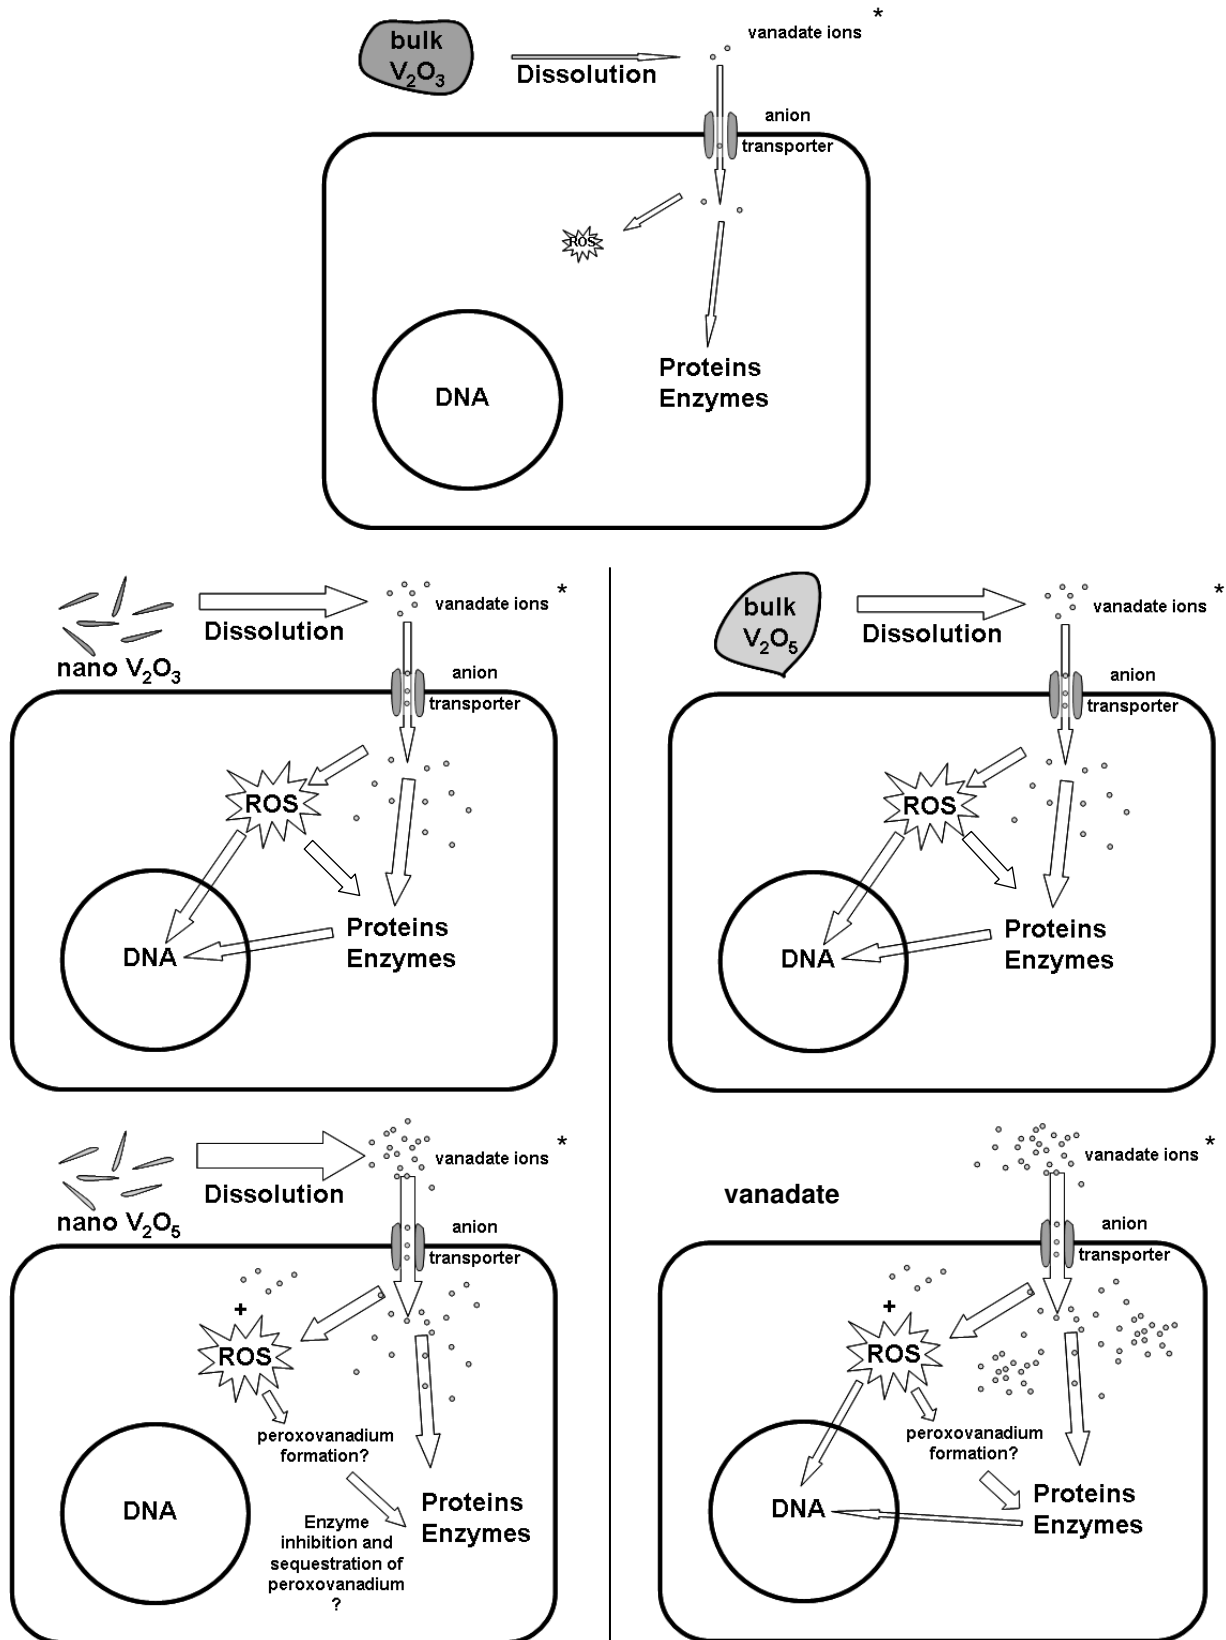 bulk
V₂O₃
Dissolution
vanadate ions *
anion
transporter
ROS
DNA
Proteins
Enzymes
nano V₂O₃
Dissolution
vanadate ions *
anion
transporter
ROS
DNA
Proteins
Enzymes
bulk
V₂O₅
Dissolution
vanadate ions *
anion
transporter
ROS
DNA
Proteins
Enzymes
nano V₂O₅
Dissolution
vanadate ions *
anion
transporter
+
ROS
peroxovanadium
formation?
DNA
Proteins
Enzymes
Enzyme
inhibition and
sequestration of
peroxovanadium
?
vanadate
vanadate ions *
anion
transporter
+
ROS
peroxovanadium
formation?
DNA
Proteins
Enzymes